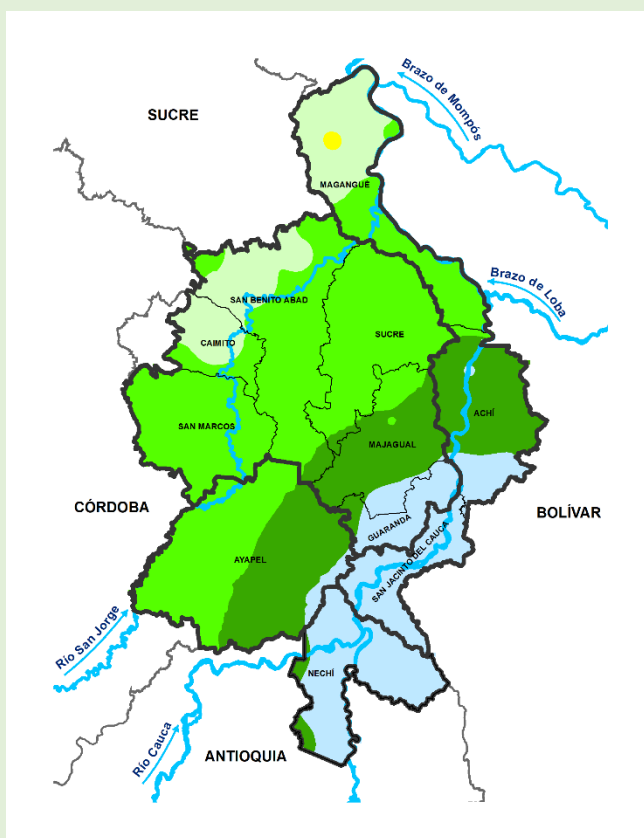 Brazo de Mompós
SUCRE
MAGANGUÉ
Brazo de Loba
SAN BENITO ABAD
SUCRE
CAIMITO
ACHÍ
SAN MARCOS
MAJAGUAL
CÓRDOBA
BOLÍVAR
GUARANDA
AYAPEL
SAN JACINTO DEL CAUCA
Río San Jorge
NECHÍ
Río Cauca
ANTIOQUIA